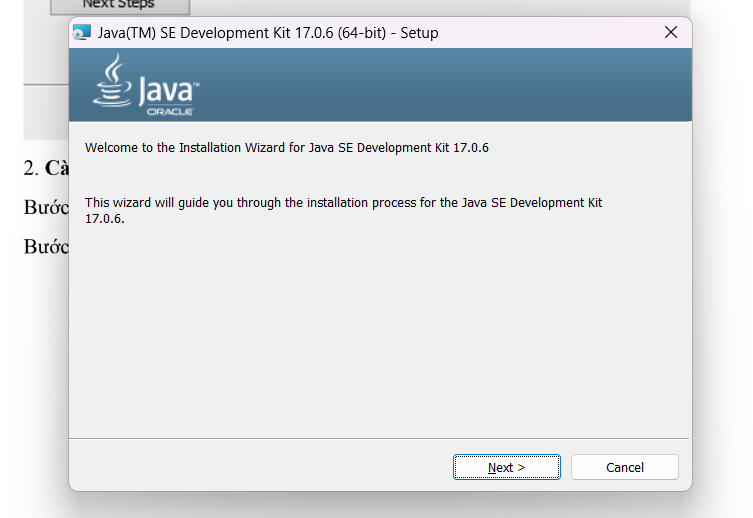 Next Steps
Java(TM) SE Development Kit 17.0.6 (64-bit) - Setup
Java™
ORACLE
Welcome to the Installation Wizard for Java SE Development Kit 17.0.6
2. Cà
This wizard will guide you through the installation process for the Java SE Development Kit
17.0.6.
Bước
Bước
Next >
Cancel